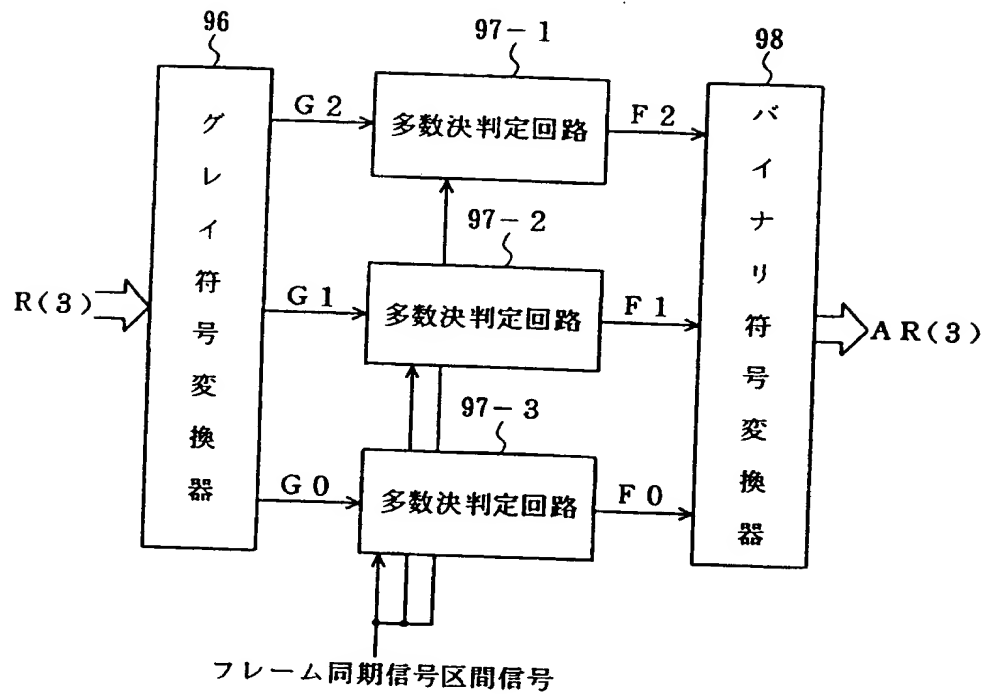 96
97-1
98
グレイ符号変換器
G2
多数決判定回路
F2
バイナリ符号変換器
97-2
R(3)
G1
多数決判定回路
F1
AR(3)
97-3
G0
多数決判定回路
F0
フレーム同期信号区間信号